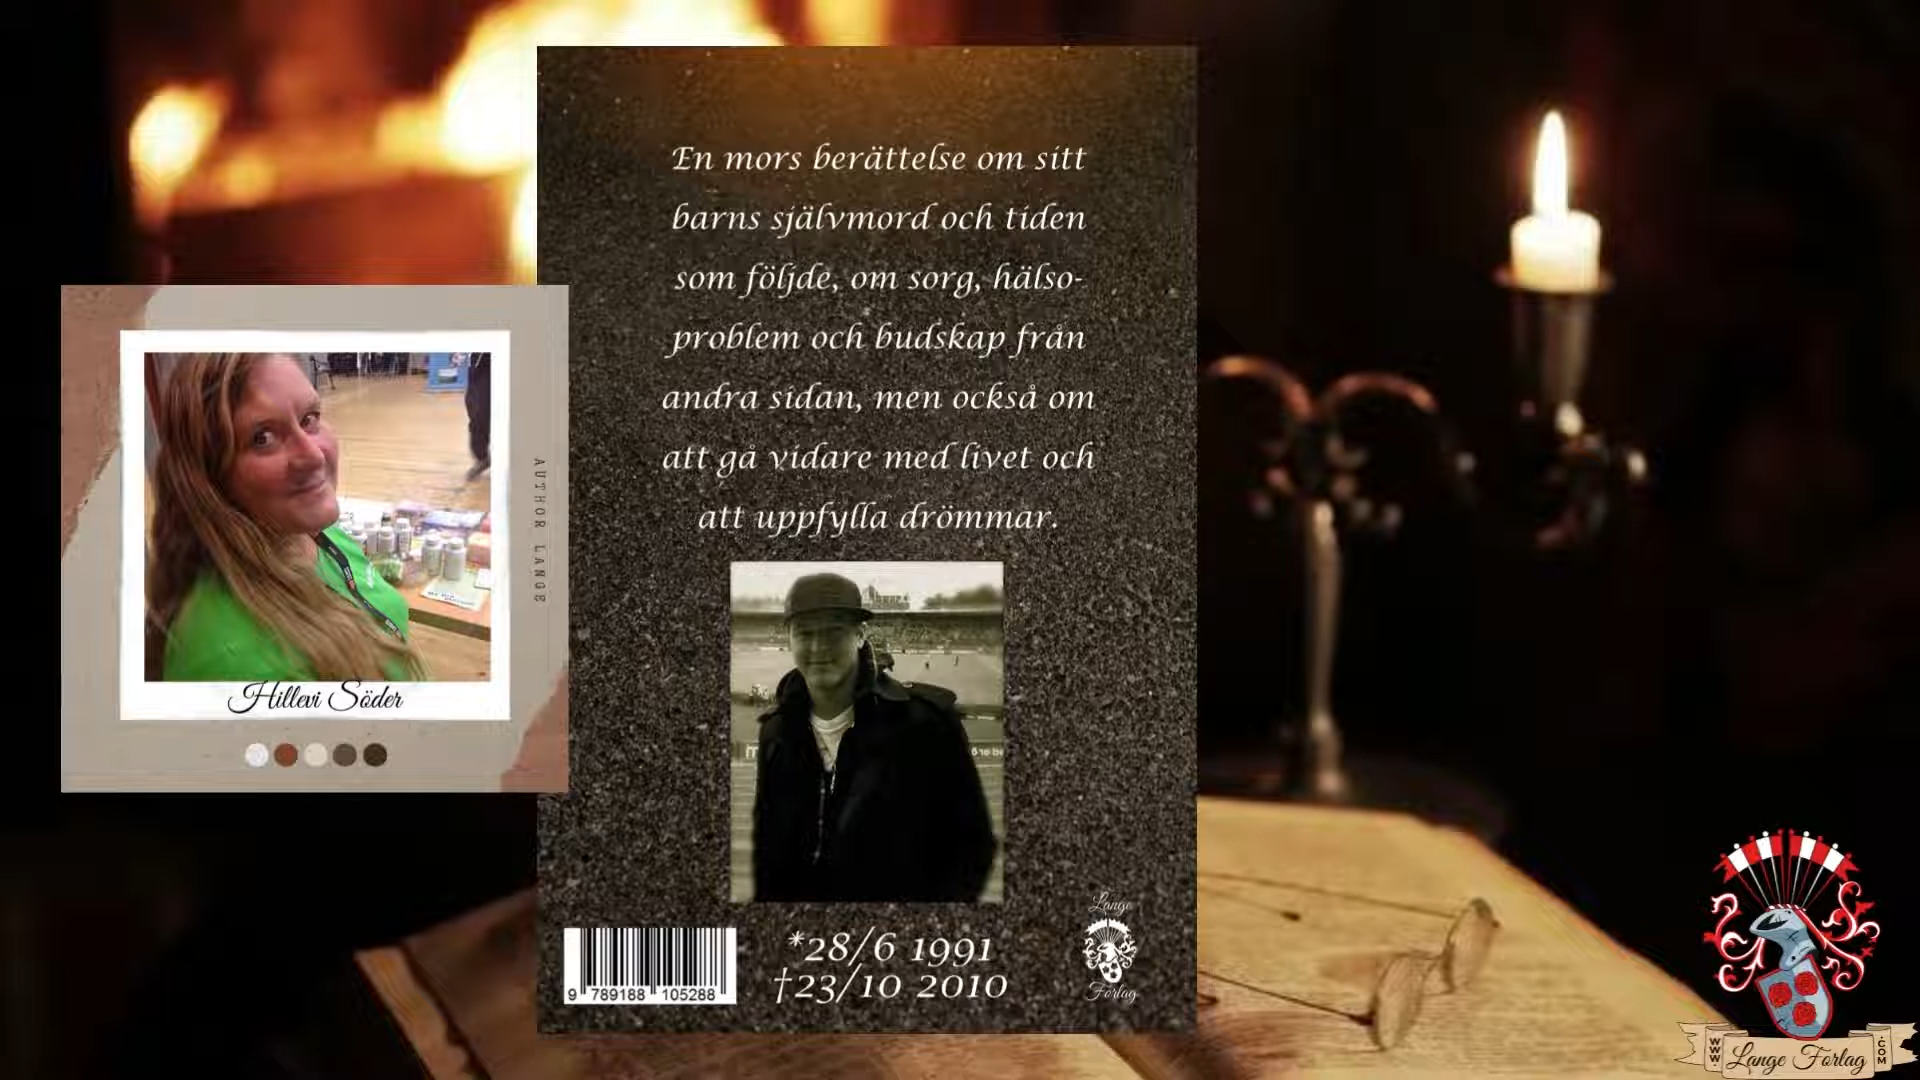 En mors berättelse om sitt
barns självmord och tiden
som följde, om sorg, hälso-
problem och budskap från
andra sidan, men också om
att gå vidare med livet och
att uppfylla drömmar.
AUTHOR LANGE
Hillevi Söder
*28/6 1991
†23/10 2010
9 789188 105288
Lange
Förlag
WWW.
Lange Förlag
.COM